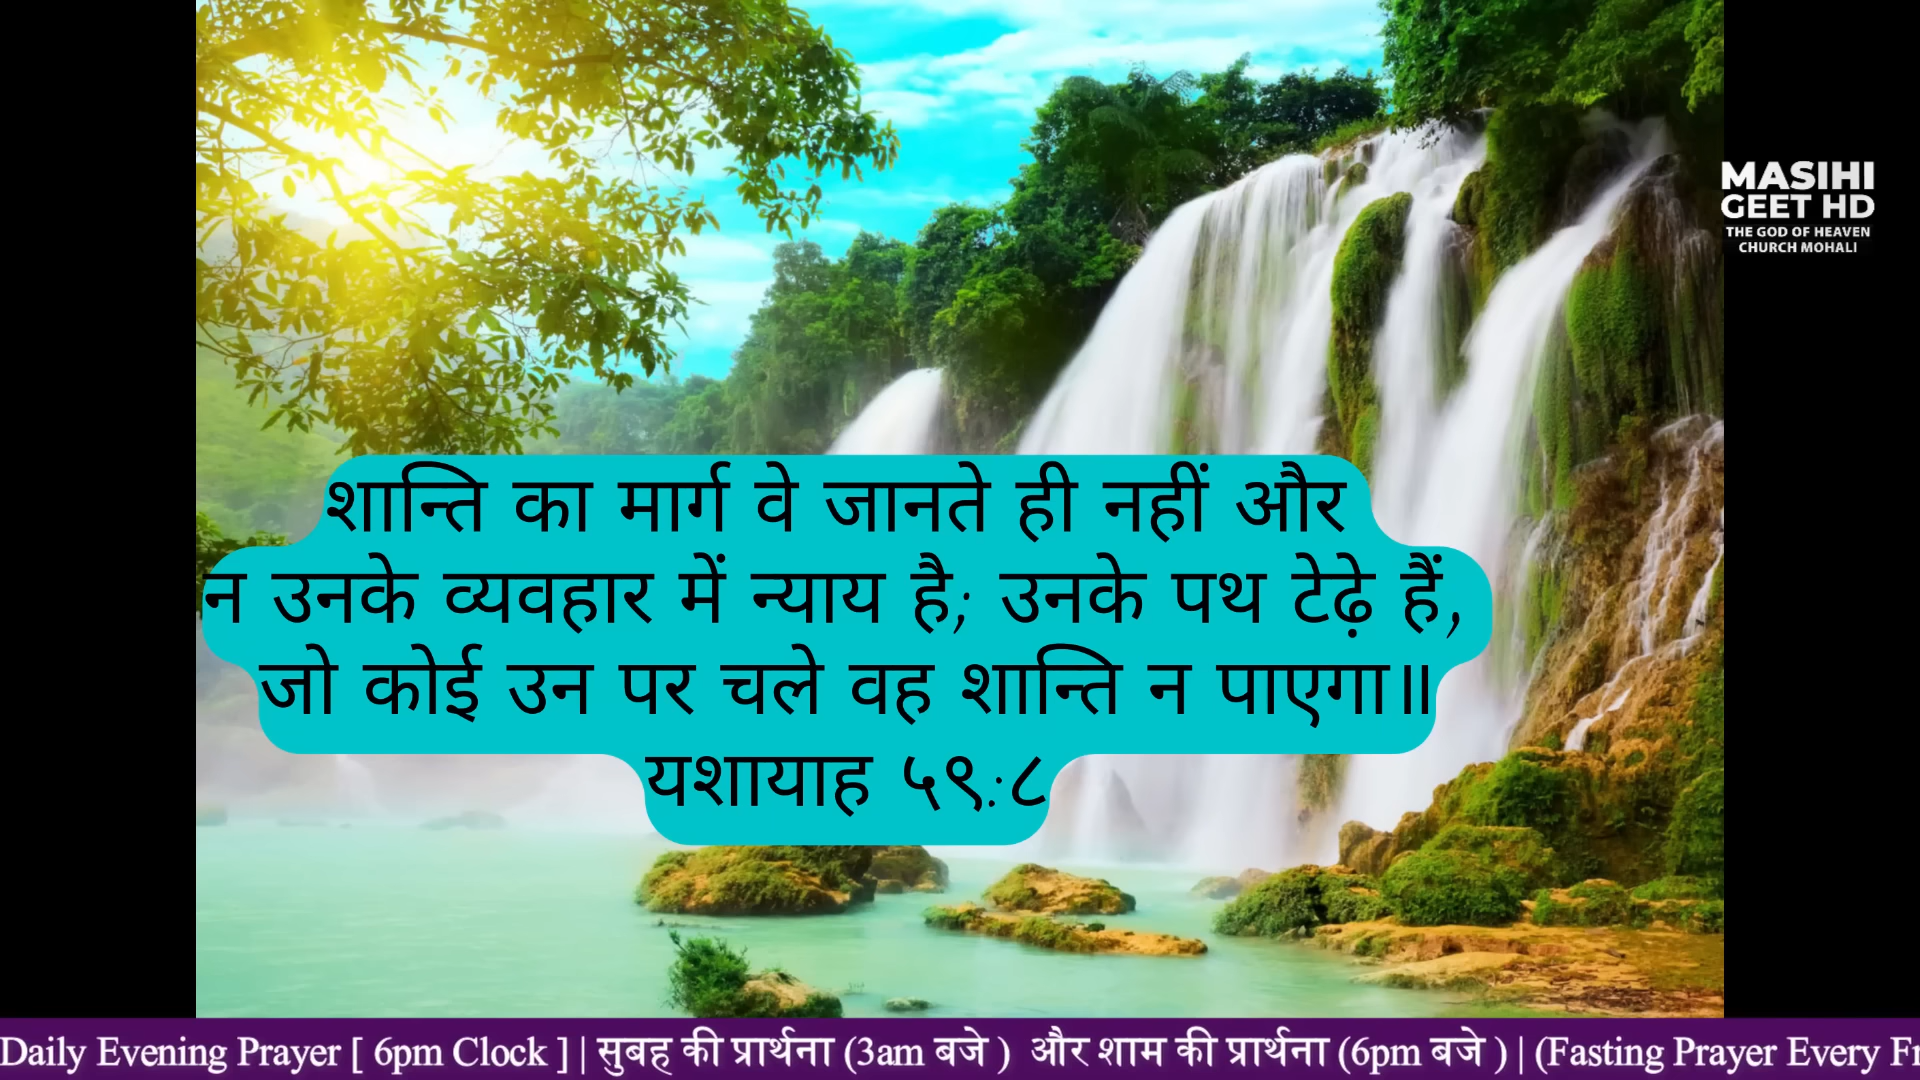 MASIHI
GEET HD
THE GOD OF HEAVEN
CHURCH MOHALI
शान्ति का मार्ग वे जानते ही नहीं और
न उनके व्यवहार में न्याय है; उनके पथ टेढ़े हैं,
जो कोई उन पर चले वह शान्ति न पाएगा॥
यशायाह ५९:८
Daily Evening Prayer [ 6pm Clock ] | सुबह की प्रार्थना (3am बजे ) और शाम की प्रार्थना (6pm बजे ) | (Fasting Prayer Every Fr